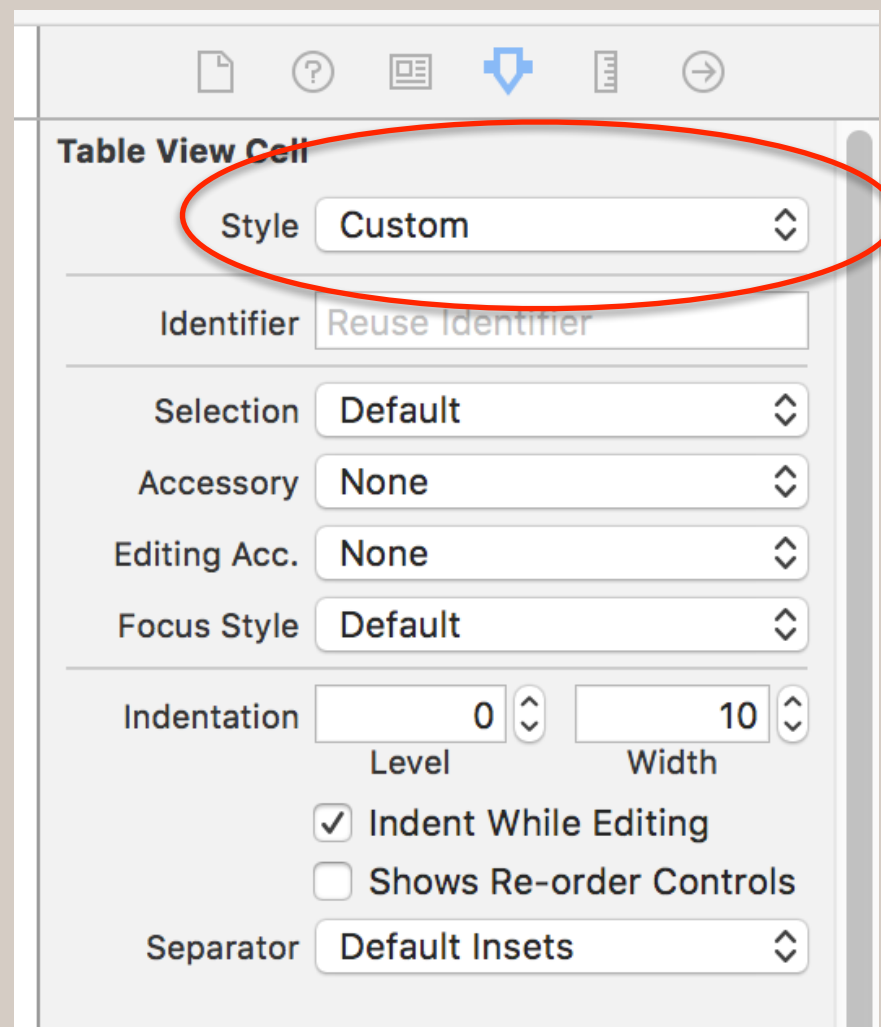 Table View Cell
Style Custom
Identifier Reuse Identifier
Selection Default
Accessory None
Editing Acc. None
Focus Style Default
Indentation 0 10
Level Width
Indent While Editing
Shows Re-order Controls
Separator Default Insets